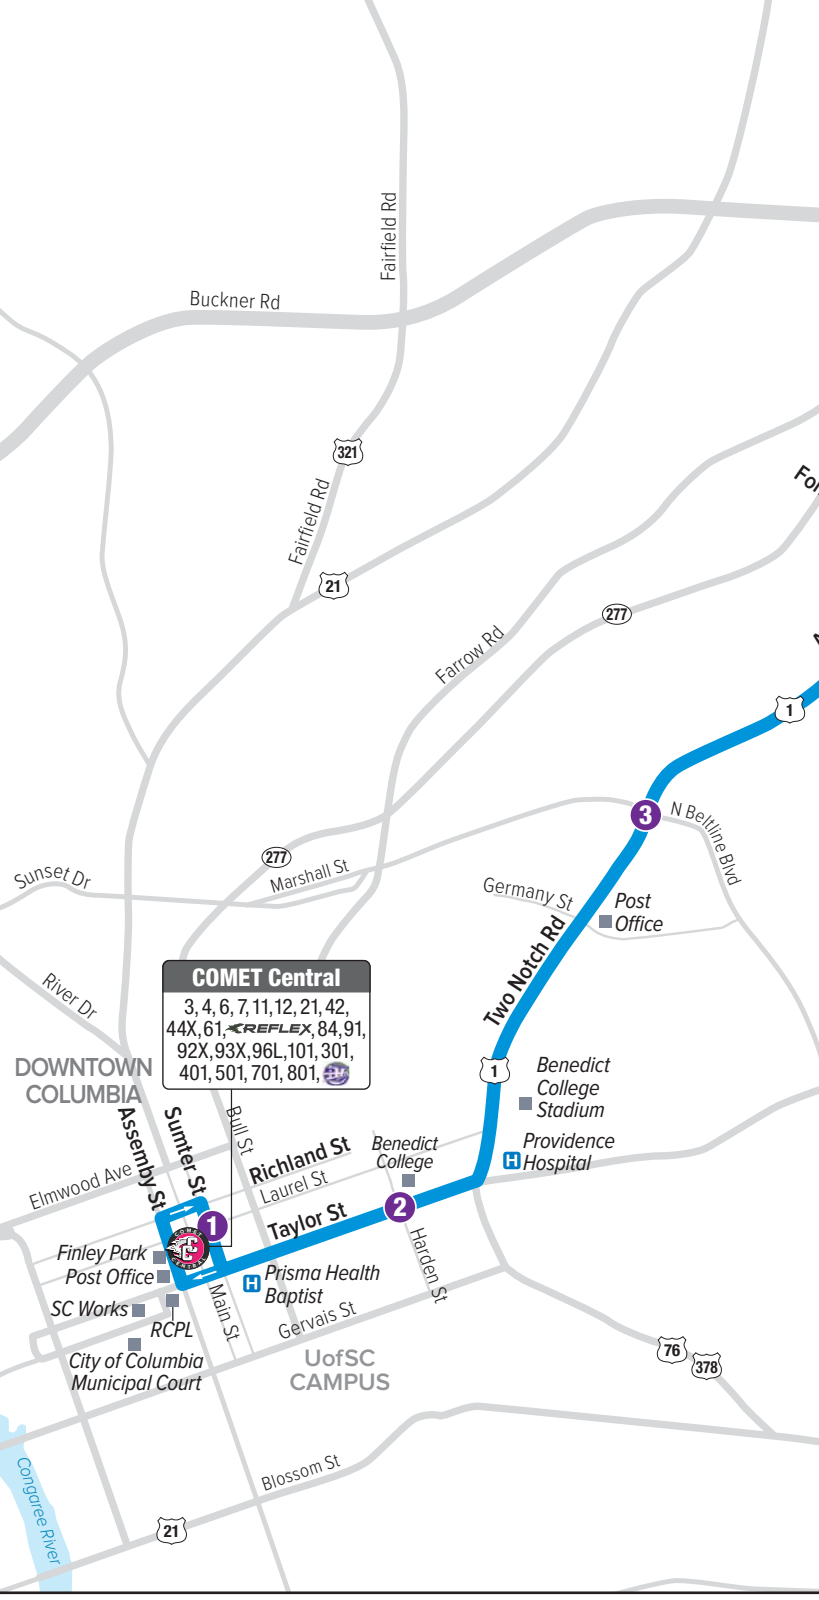 Fairfield Rd
Buckner Rd
321
Fairfield Rd
21
277
Farrow Rd
1
3
N Beltline Blvd
277
Marshall St
Sunset Dr
Germany St
Post
Office
Two Notch Rd
River Dr
COMET Central
3, 4, 6, 7, 11, 12, 21, 42,
44X, 61, REFLEX, 84, 91,
92X, 93X, 96L, 101, 301,
401, 501, 701, 801,
DOWNTOWN
COLUMBIA
1
Benedict
College
Stadium
Providence
Hospital
H
Assembly St
Sumter St
Bull St
Richland St
Laurel St
Benedict
College
Elmwood Ave
2
1
Taylor St
Harden St
Finley Park
Post Office
H
Prisma Health
Baptist
SC Works
RCPL
Main St
Gervais St
City of Columbia
Municipal Court
UofSC
CAMPUS
76
378
Blossom St
Congaree River
21